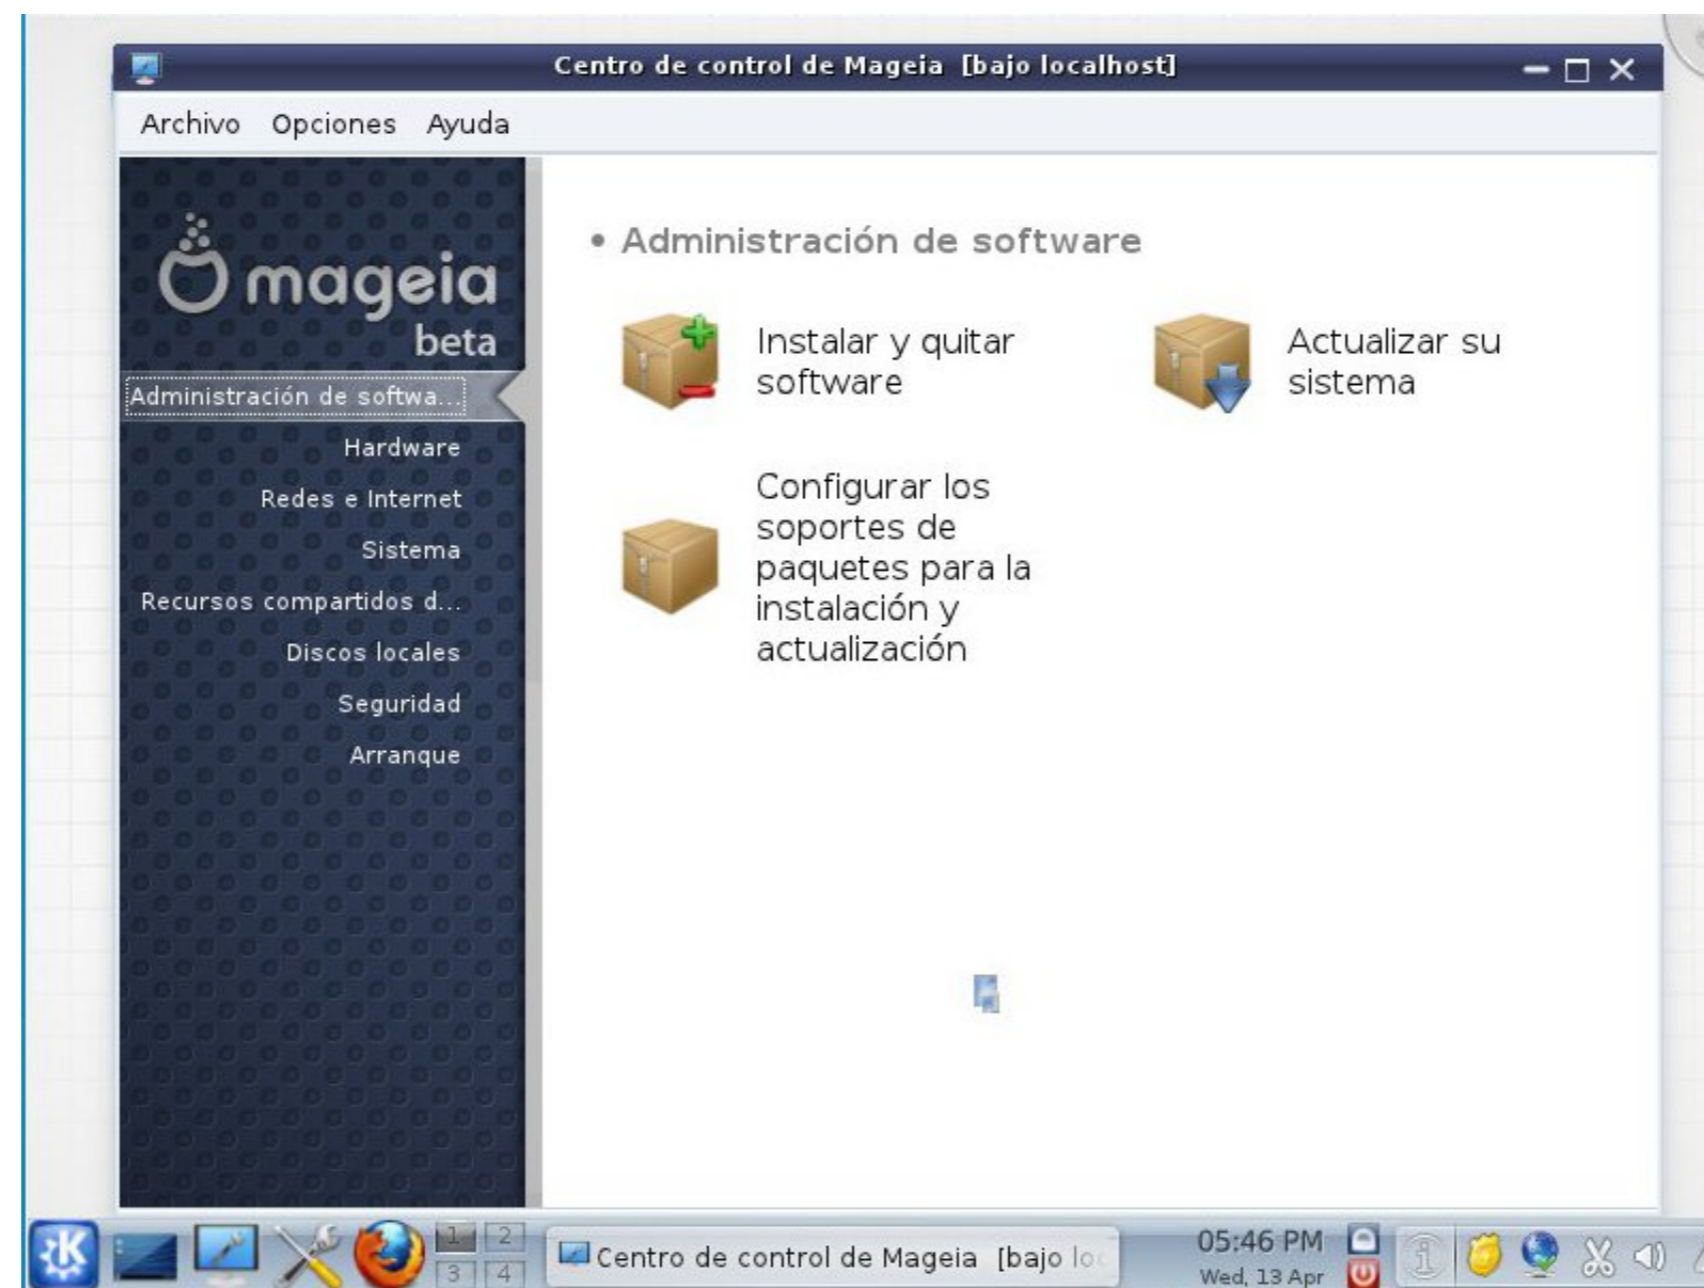 Centro de control de Mageia [bajo localhost]
Archivo Opciones Ayuda
mageia
beta
Administración de softwa...
Hardware
Redes e Internet
Sistema
Recursos compartidos d...
Discos locales
Seguridad
Arranque
• Administración de software
Instalar y quitar
software
Actualizar su
sistema
Configurar los
soportes de
paquetes para la
instalación y
actualización
K
1 2
3 4
Centro de control de Mageia [bajo loc
05:46 PM
Wed, 13 Apr
i